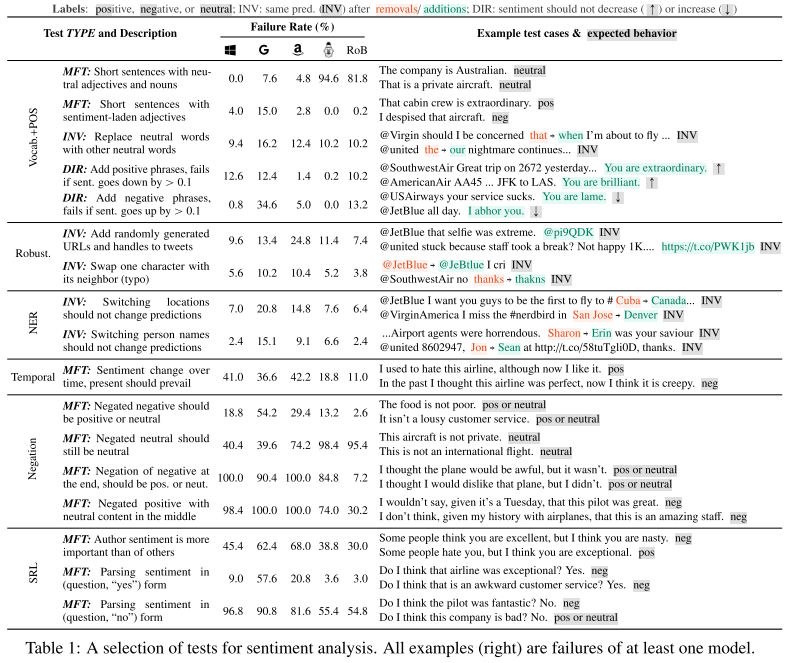 Labels: positive, negative, or neutral; INV: same pred. (INV) after removals/ additions; DIR: sentiment should not decrease ( ↑ ) or increase ( ↓ )
Test TYPE and Description Failure Rate (%) Example test cases & expected behavior
G a RoB
Vocab.+POS
MFT: Short sentences with neu-
tral adjectives and nouns
0.0 7.6 4.8 94.6 81.8
The company is Australian. neutral
That is a private aircraft. neutral
MFT: Short sentences with
sentiment-laden adjectives
4.0 15.0 2.8 0.0 0.2
That cabin crew is extraordinary. pos
I despised that aircraft. neg
INV: Replace neutral words
with other neutral words
9.4 16.2 12.4 10.2 10.2
@Virgin should I be concerned that → when I'm about to fly ... INV
@united the → our nightmare continues... INV
DIR: Add positive phrases, fails
if sent. goes down by > 0.1
12.6 12.4 1.4 0.2 10.2
@SouthwestAir Great trip on 2672 yesterday... You are extraordinary. ↑
@AmericanAir AA45 ... JFK to LAS. You are brilliant. ↑
DIR: Add negative phrases,
fails if sent. goes up by > 0.1
0.8 34.6 5.0 0.0 13.2
@USAirways your service sucks. You are lame. ↓
@JetBlue all day. I abhor you. ↓
Robust.
INV: Add randomly generated
URLs and handles to tweets
9.6 13.4 24.8 11.4 7.4
@JetBlue that selfie was extreme. @pi9QDK INV
@united stuck because staff took a break? Not happy 1K.... https://t.co/PWK1jb INV
INV: Swap one character with
its neighbor (typo)
5.6 10.2 10.4 5.2 3.8
@JetBlue → @JeBtlue I cri INV
@SouthwestAir no thanks → thakns INV
NER
INV: Switching locations
should not change predictions
7.0 20.8 14.8 7.6 6.4
@JetBlue I want you guys to be the first to fly to # Cuba → Canada... INV
@VirginAmerica I miss the #nerdbird in San Jose → Denver INV
INV: Switching person names
should not change predictions
2.4 15.1 9.1 6.6 2.4
...Airport agents were horrendous. Sharon → Erin was your saviour INV
@united 8602947, Jon → Sean at http://t.co/58tuTgli0D, thanks. INV
Temporal
MFT: Sentiment change over
time, present should prevail
41.0 36.6 42.2 18.8 11.0
I used to hate this airline, although now I like it. pos
In the past I thought this airline was perfect, now I think it is creepy. neg
Negation
MFT: Negated negative should
be positive or neutral
18.8 54.2 29.4 13.2 2.6
The food is not poor. pos or neutral
It isn't a lousy customer service. pos or neutral
MFT: Negated neutral should
still be neutral
40.4 39.6 74.2 98.4 95.4
This aircraft is not private. neutral
This is not an international flight. neutral
MFT: Negation of negative at
the end, should be pos. or neut.
100.0 90.4 100.0 84.8 7.2
I thought the plane would be awful, but it wasn't. pos or neutral
I thought I would dislike that plane, but I didn't. pos or neutral
MFT: Negated positive with
neutral content in the middle
98.4 100.0 100.0 74.0 30.2
I wouldn't say, given it's a Tuesday, that this pilot was great. neg
I don't think, given my history with airplanes, that this is an amazing staff. neg
SRL
MFT: Author sentiment is more
important than of others
45.4 62.4 68.0 38.8 30.0
Some people think you are excellent, but I think you are nasty. neg
Some people hate you, but I think you are exceptional. pos
MFT: Parsing sentiment in
(question, "yes") form
9.0 57.6 20.8 3.6 3.0
Do I think that airline was exceptional? Yes. neg
Do I think that is an awkward customer service? Yes. neg
MFT: Parsing sentiment in
(question, "no") form
96.8 90.8 81.6 55.4 54.8
Do I think the pilot was fantastic? No. neg
Do I think this company is bad? No. pos or neutral
Table 1: A selection of tests for sentiment analysis. All examples (right) are failures of at least one model.